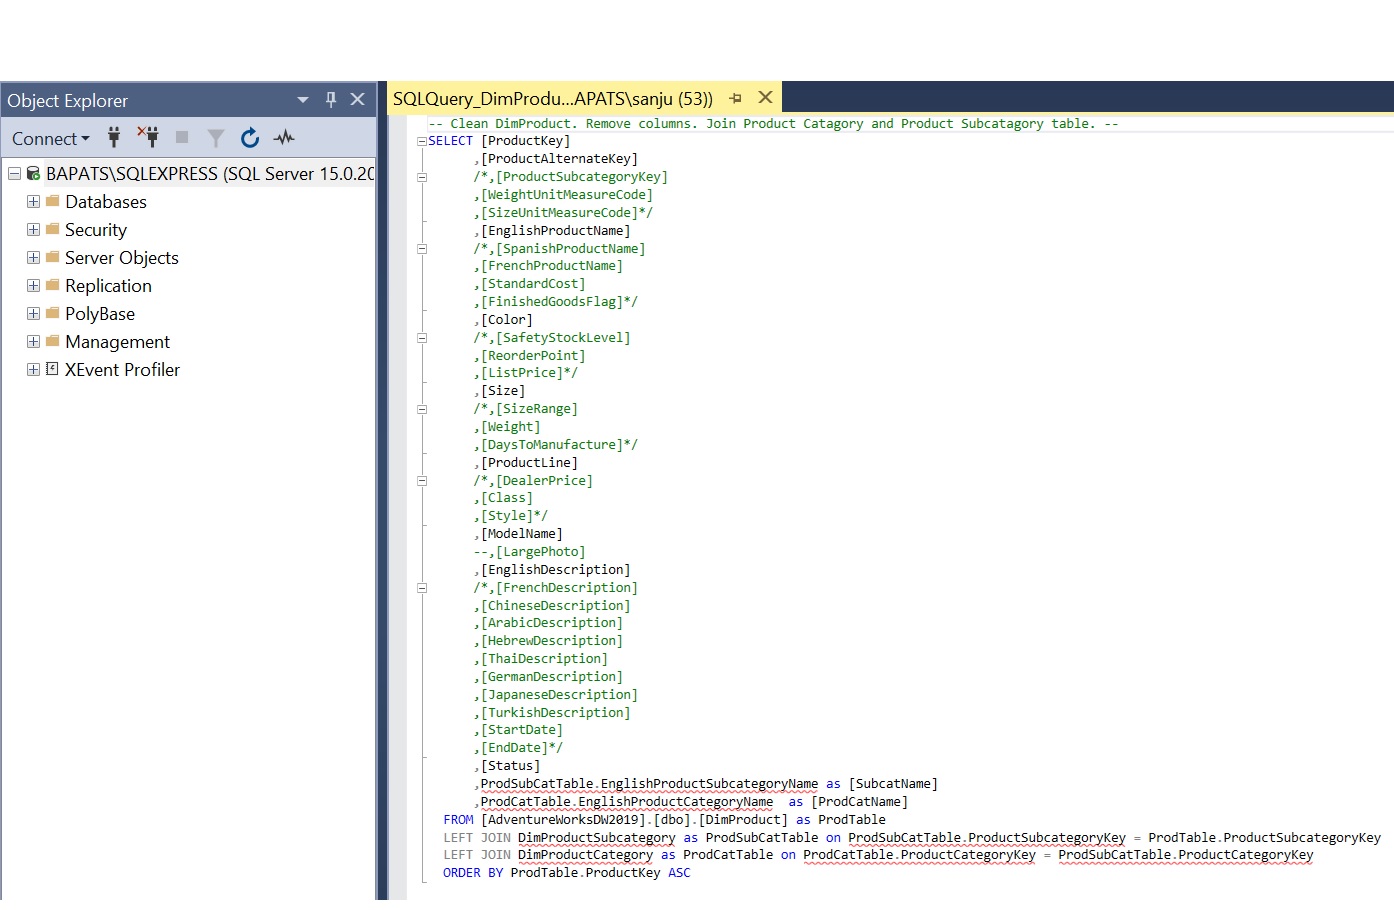 Object Explorer
Connect
BAPATS\SQLEXPRESS (SQL Server 15.0.20
Databases
Security
Server Objects
Replication
PolyBase
Management
XEvent Profiler
SQLQuery_DimProdu...APATS\sanju (53))
-- Clean DimProduct. Remove columns. Join Product Catagory and Product Subcatagory table. --
SELECT [ProductKey]
,[ProductAlternateKey]
/*,[ProductSubcategoryKey]
,[WeightUnitMeasureCode]
,[SizeUnitMeasureCode]*/
,[EnglishProductName]
/*,[SpanishProductName]
,[FrenchProductName]
,[StandardCost]
,[FinishedGoodsFlag]*/
,[Color]
/*,[SafetyStockLevel]
,[ReorderPoint]
,[ListPrice]*/
,[Size]
/*,[SizeRange]
,[Weight]
,[DaysToManufacture]*/
,[ProductLine]
/*,[DealerPrice]
,[Class]
,[Style]*/
,[ModelName]
--,[LargePhoto]
,[EnglishDescription]
/*,[FrenchDescription]
,[ChineseDescription]
,[ArabicDescription]
,[HebrewDescription]
,[ThaiDescription]
,[GermanDescription]
,[JapaneseDescription]
,[TurkishDescription]
,[StartDate]
,[EndDate]*/
,[Status]
,ProdSubCatTable.EnglishProductSubcategoryName as [SubcatName]
,ProdCatTable.EnglishProductCategoryName  as [ProdCatName]
FROM [AdventureWorksDW2019].[dbo].[DimProduct] as ProdTable
LEFT JOIN DimProductSubcategory as ProdSubCatTable on ProdSubCatTable.ProductSubcategoryKey = ProdTable.ProductSubcategoryKey
LEFT JOIN DimProductCategory as ProdCatTable on ProdCatTable.ProductCategoryKey = ProdSubCatTable.ProductCategoryKey
ORDER BY ProdTable.ProductKey ASC